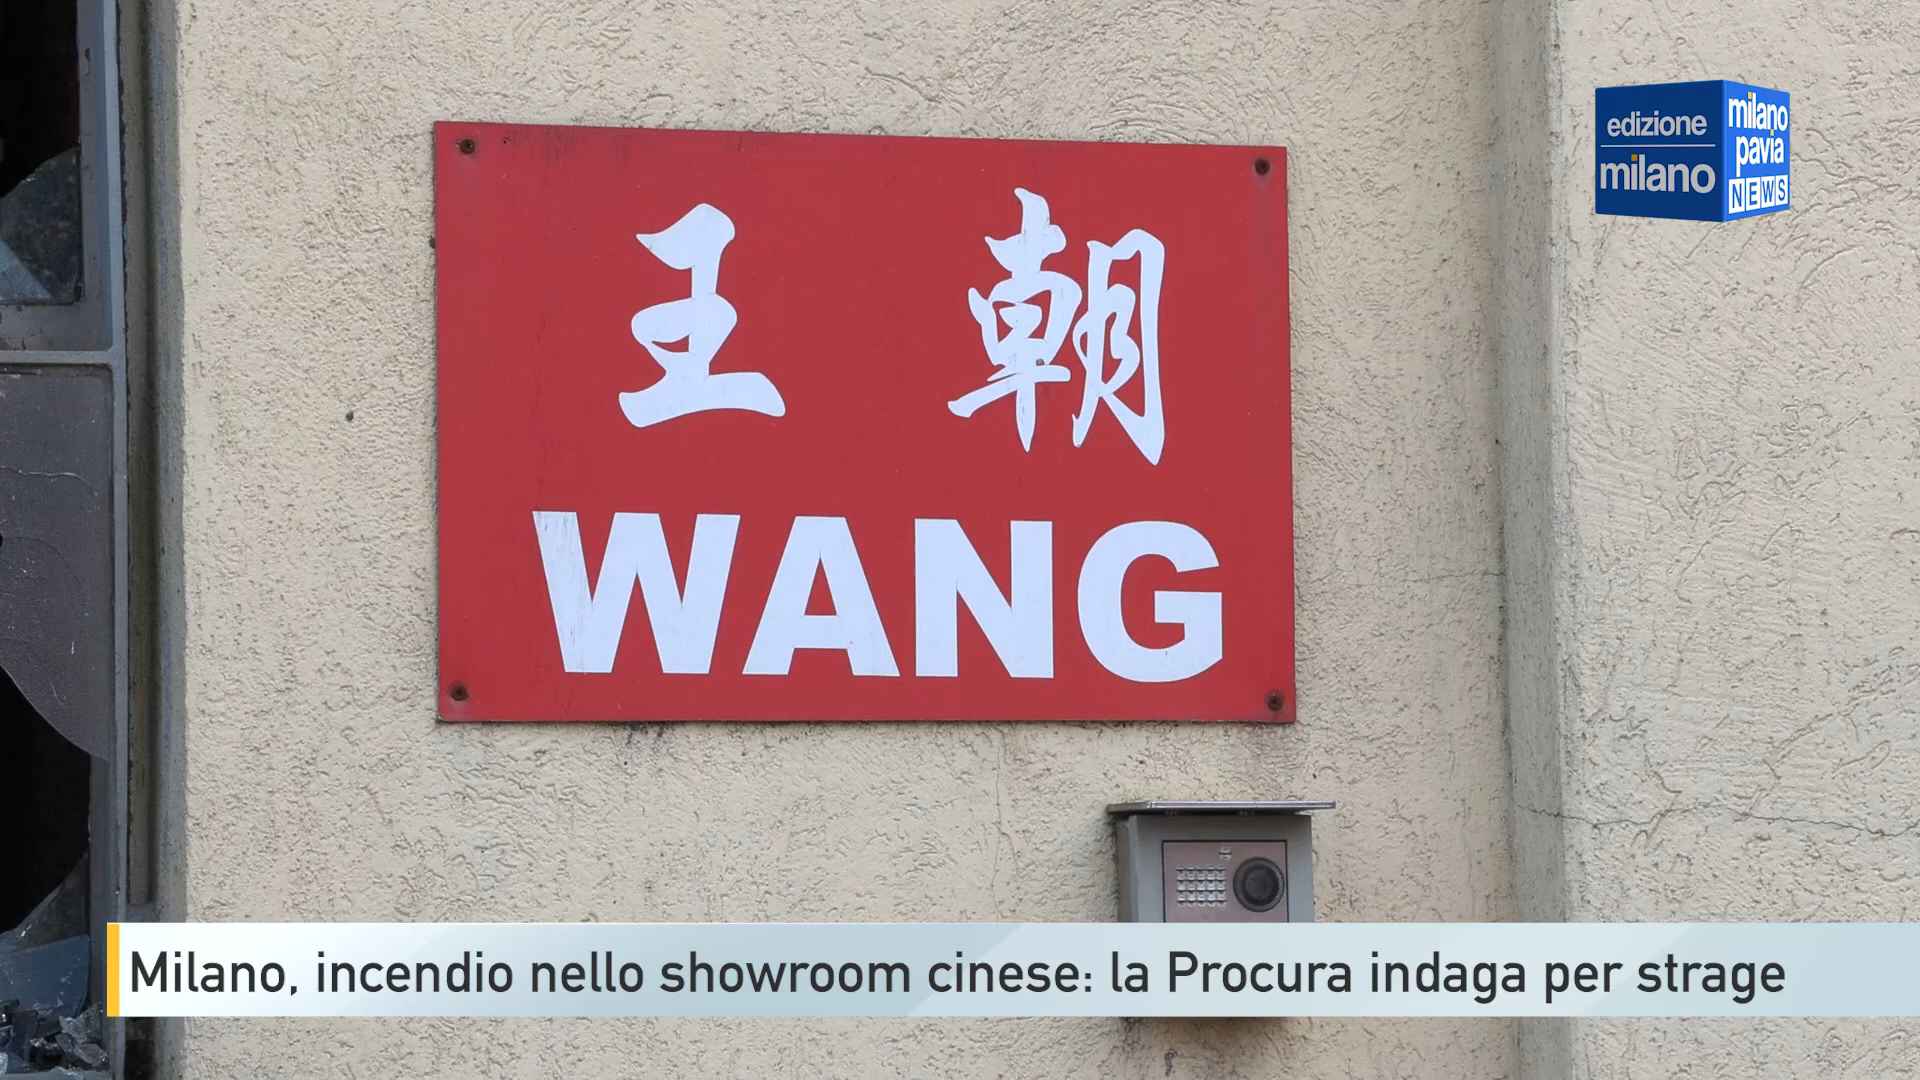 edizione
milano
milano
pavia
NEWS
王朝
WANG
Milano, incendio nello showroom cinese: la Procura indaga per strage